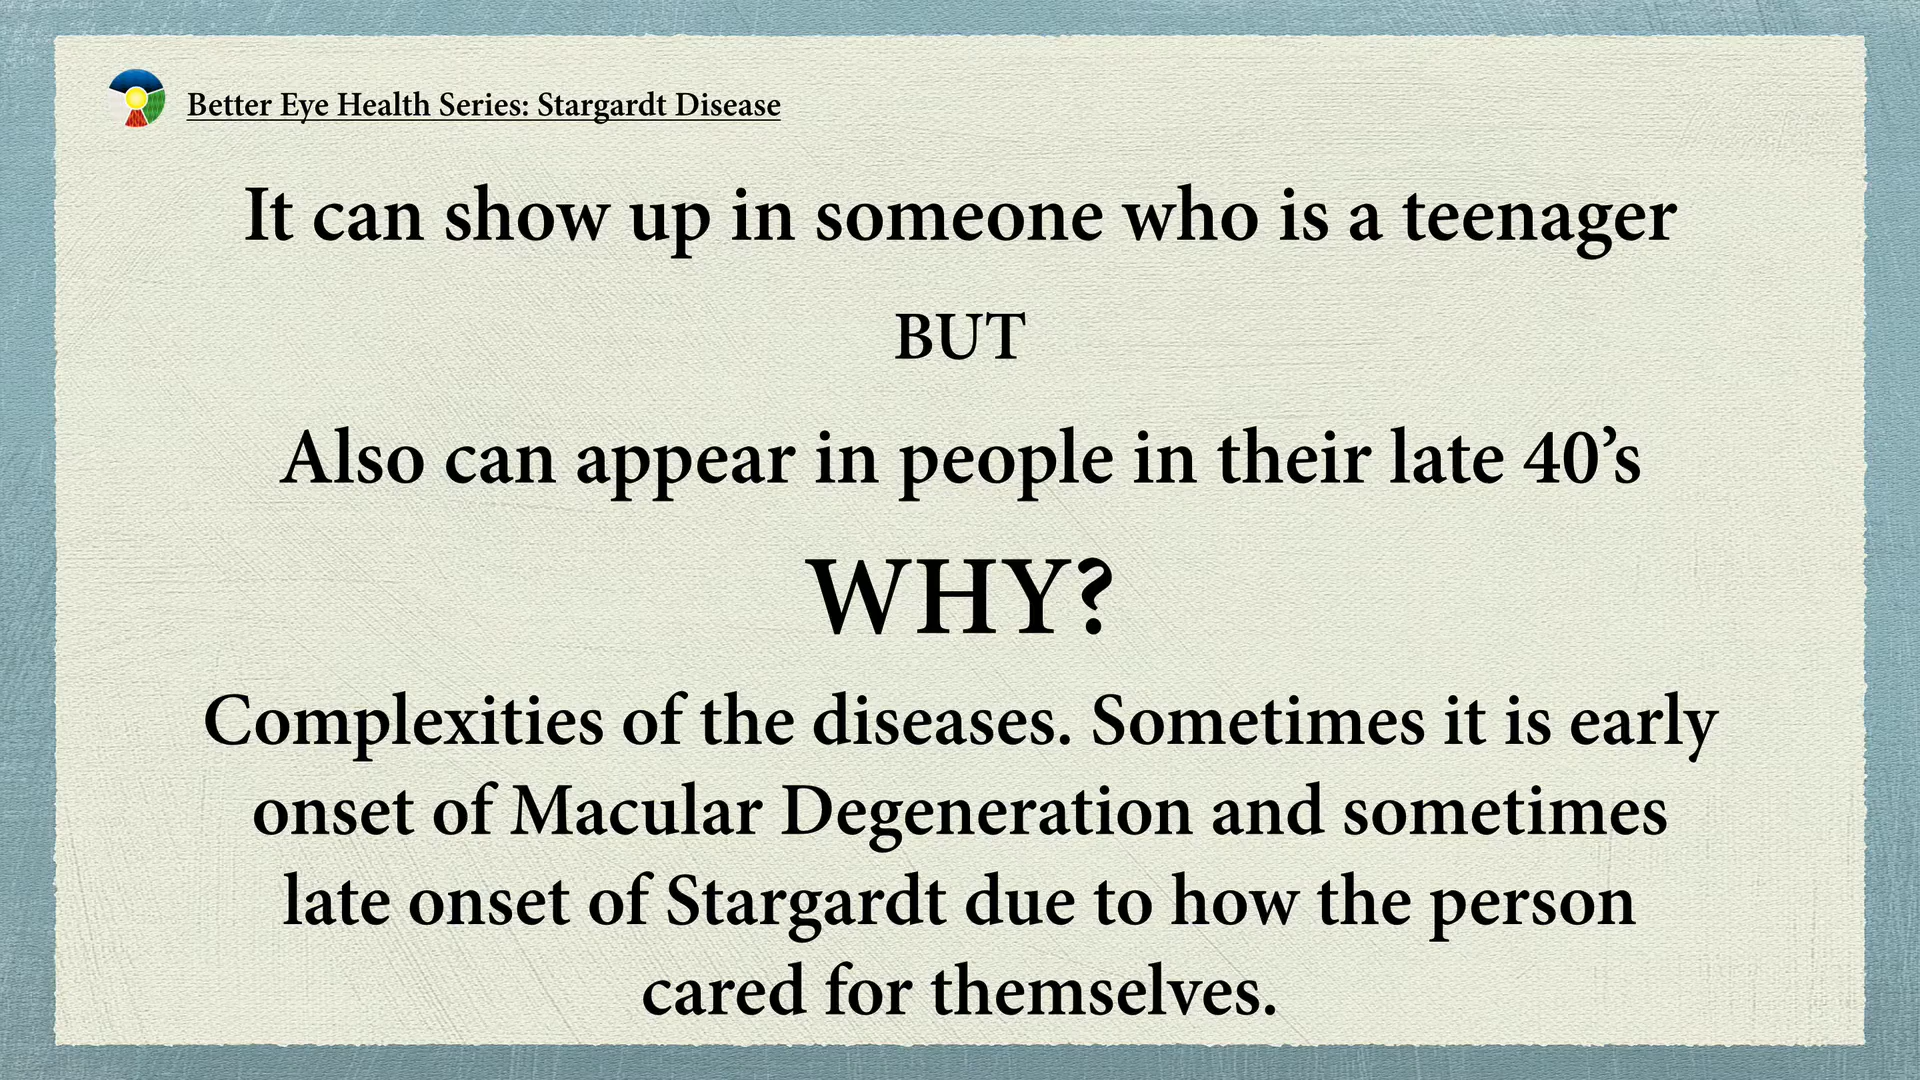 Better Eye Health Series: Stargardt Disease
It can show up in someone who is a teenager
BUT
Also can appear in people in their late 40’s
WHY?
Complexities of the diseases. Sometimes it is early
onset of Macular Degeneration and sometimes
late onset of Stargardt due to how the person
cared for themselves.